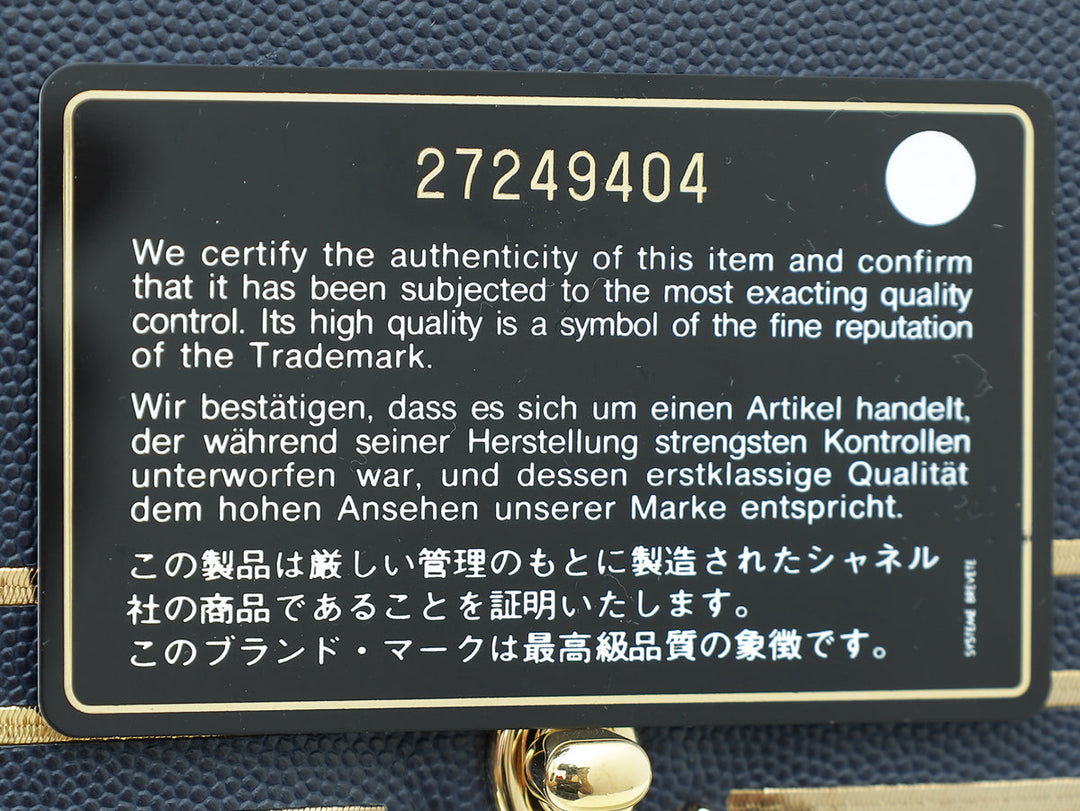 27249404
We certify the authenticity of this item and confirm
that it has been subjected to the most exacting quality
control. Its high quality is a symbol of the fine reputation
of the Trademark.
Wir bestätigen, dass es sich um einen Artikel handelt,
der während seiner Herstellung strengsten Kontrollen
unterworfen war, und dessen erstklassige Qualität
dem hohen Ansehen unserer Marke entspricht.
この製品は厳しい管理のもとに製造されたシャネル
社の商品であることを証明いたします。
このブランド・マークは最高級品質の象徴です。
SYSTEME BREVETE